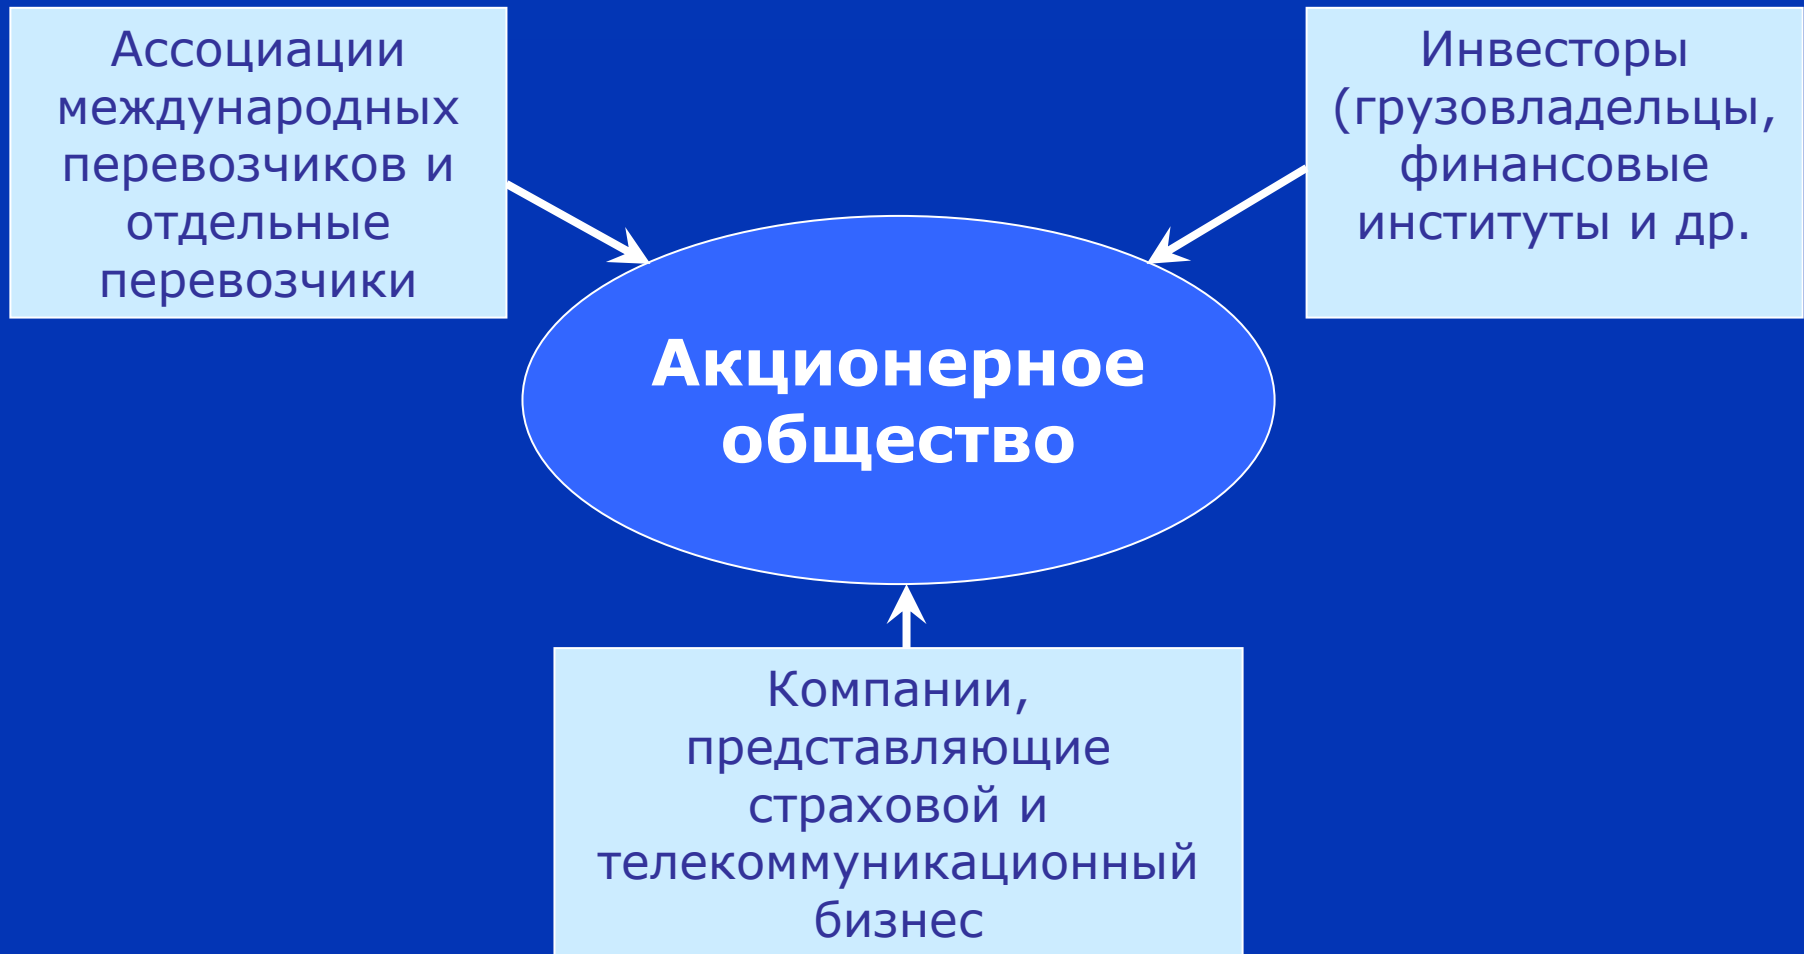 Ассоциации
международных
перевозчиков и
отдельные
перевозчики
Инвесторы
(грузовладельцы,
финансовые
институты и др.
Акционерное
общество
Компании,
представляющие
страховой и
телекоммуникационный
бизнес